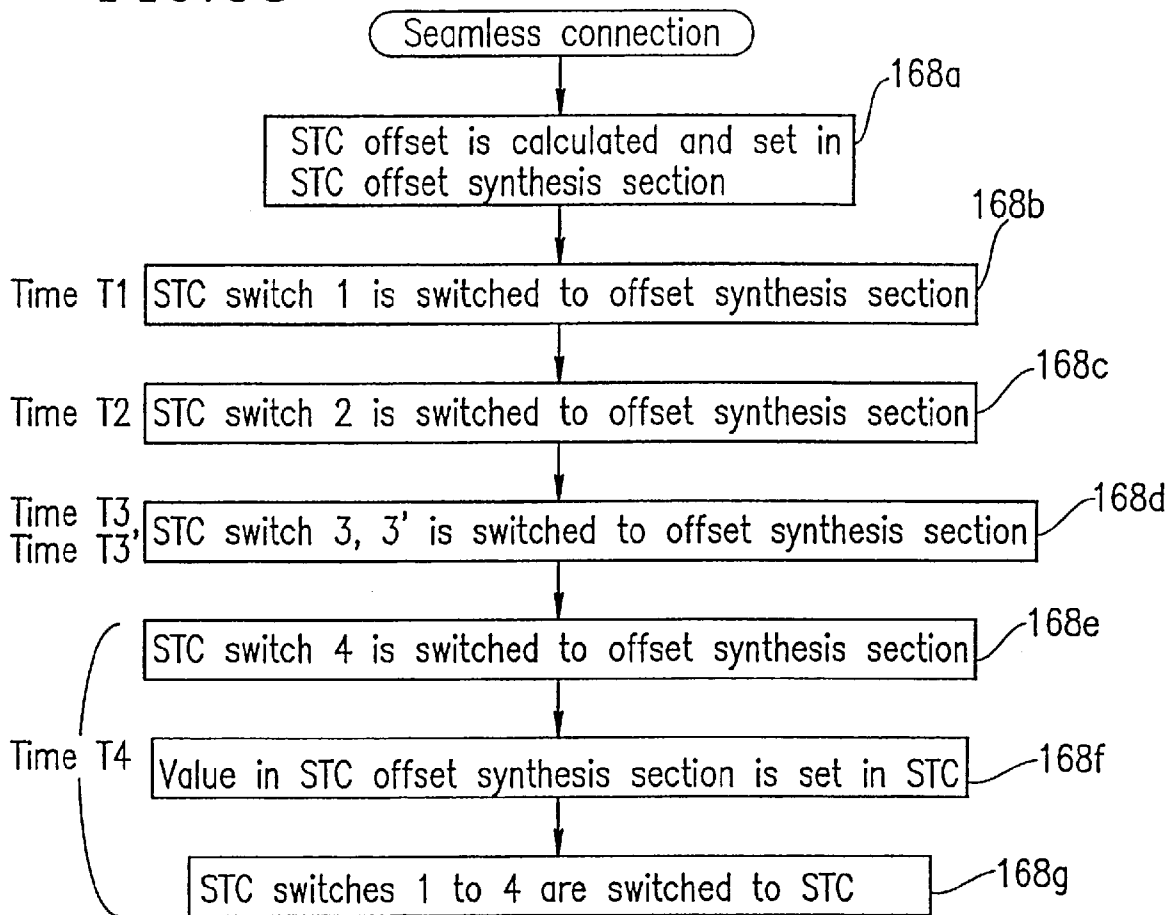 Seamless connection
168a
STC offset is calculated and set in
STC offset synthesis section
168b
Time T1
STC switch 1 is switched to offset synthesis section
168c
Time T2
STC switch 2 is switched to offset synthesis section
168d
Time T3
Time T3'
STC switch 3, 3' is switched to offset synthesis section
168e
STC switch 4 is switched to offset synthesis section
Time T4
168f
Value in STC offset synthesis section is set in STC
168g
STC switches 1 to 4 are switched to STC